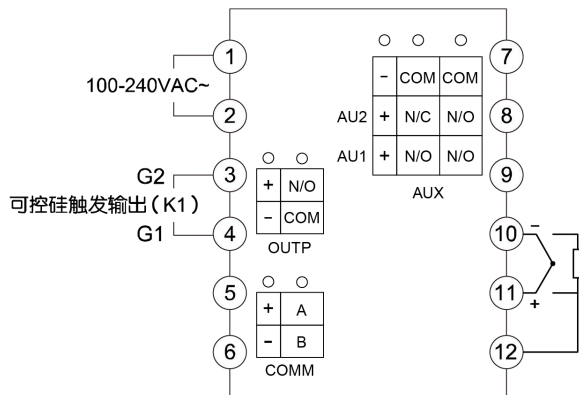 1
7
100-240VAC~
- COM COM
2
AU2 + N/C N/O
8
AU1 + N/O N/O
AUX
G2
3
+ N/O
9
可控硅触发输出(K1)
G1
4
- COM
OUTP
10
-
5
+ A
11
+
6
- B
COMM
12